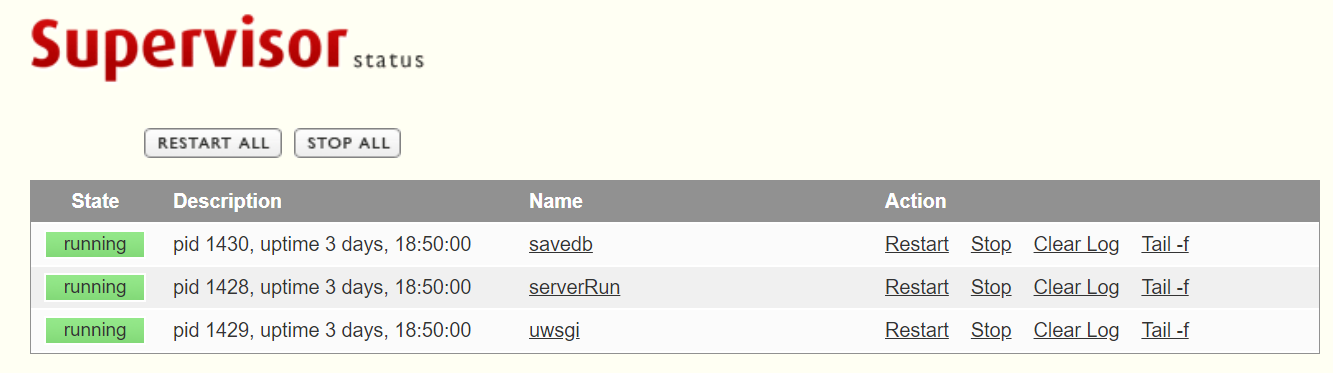 Supervisor status
RESTART ALL STOP ALL
State Description Name Action
running pid 1430, uptime 3 days, 18:50:00 savedb Restart Stop Clear Log Tail -f
running pid 1428, uptime 3 days, 18:50:00 serverRun Restart Stop Clear Log Tail -f
running pid 1429, uptime 3 days, 18:50:00 uwsgi Restart Stop Clear Log Tail -f